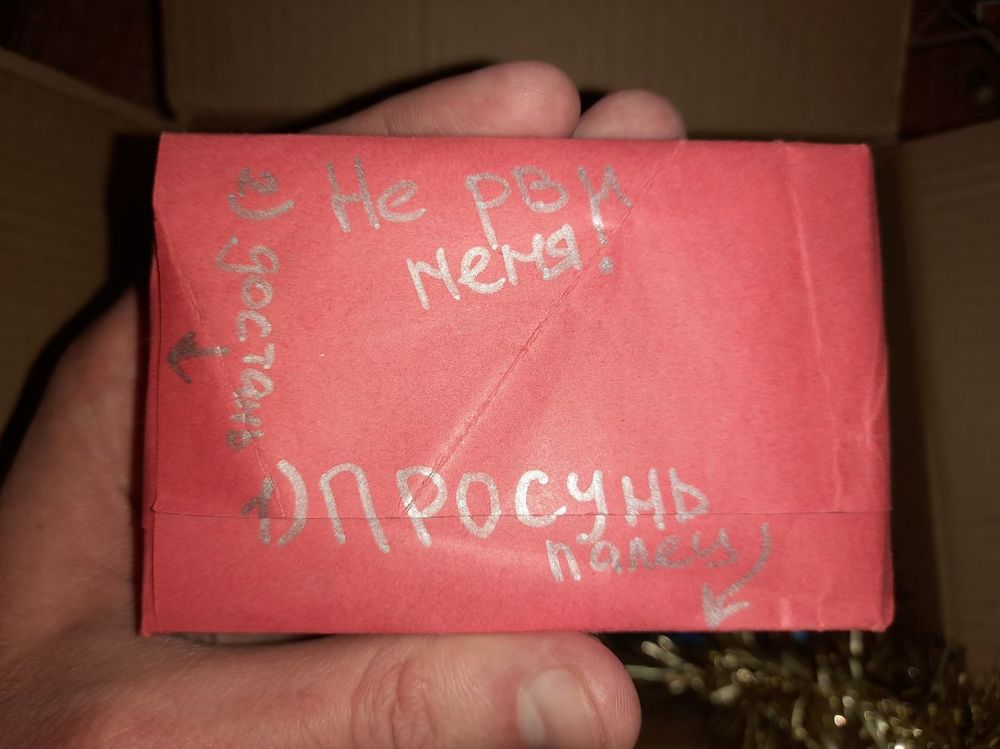 Не рви
меня!
1) Просунь
палец
2) достань